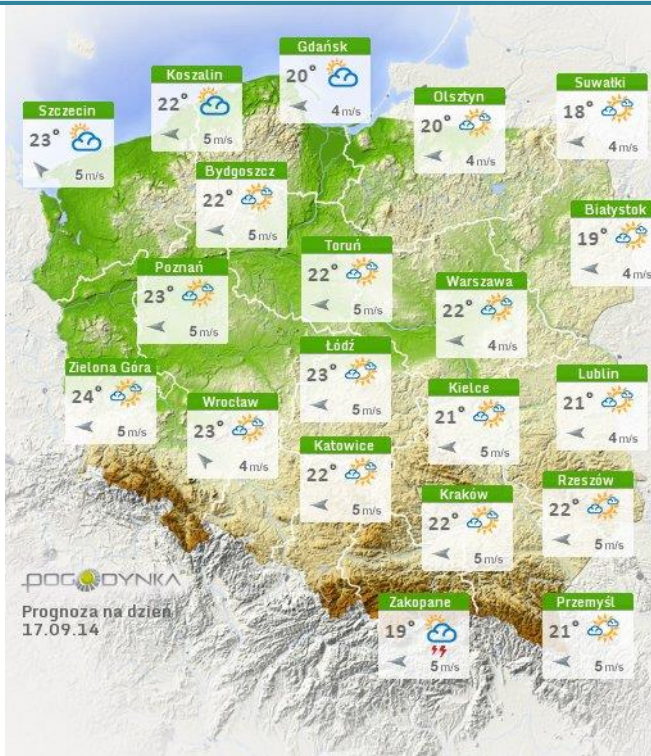 Gdańsk
20°
4 m/s
Koszalin
22°
5 m/s
Suwałki
18°
4 m/s
Olsztyn
20°
4 m/s
Szczecin
23°
5 m/s
Bydgoszcz
22°
5 m/s
Białystok
19°
4 m/s
Toruń
22°
5 m/s
Poznań
23°
5 m/s
Warszawa
22°
4 m/s
Łódź
23°
5 m/s
Zielona Góra
24°
5 m/s
Lublin
21°
4 m/s
Kielce
21°
5 m/s
Wrocław
23°
4 m/s
Katowice
22°
5 m/s
Rzeszów
22°
5 m/s
Kraków
22°
5 m/s
POGODYNKA
Prognoza na dzień
17.09.14
Zakopane
19°
5 m/s
Przemyśl
21°
5 m/s